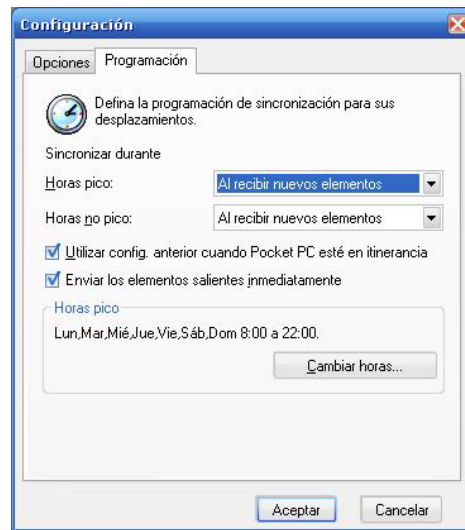 Configuración
Opciones Programación
Defina la programación de sincronización para sus
desplazamientos.
Sincronizar durante
Horas pico: Al recibir nuevos elementos
Horas no pico: Al recibir nuevos elementos
Utilizar config. anterior cuando Pocket PC esté en itinerancia
Enviar los elementos salientes inmediatamente
Horas pico
Lun,Mar,Mié,Jue,Vie,Sáb,Dom 8:00 a 22:00.
Cambiar horas...
Aceptar Cancelar